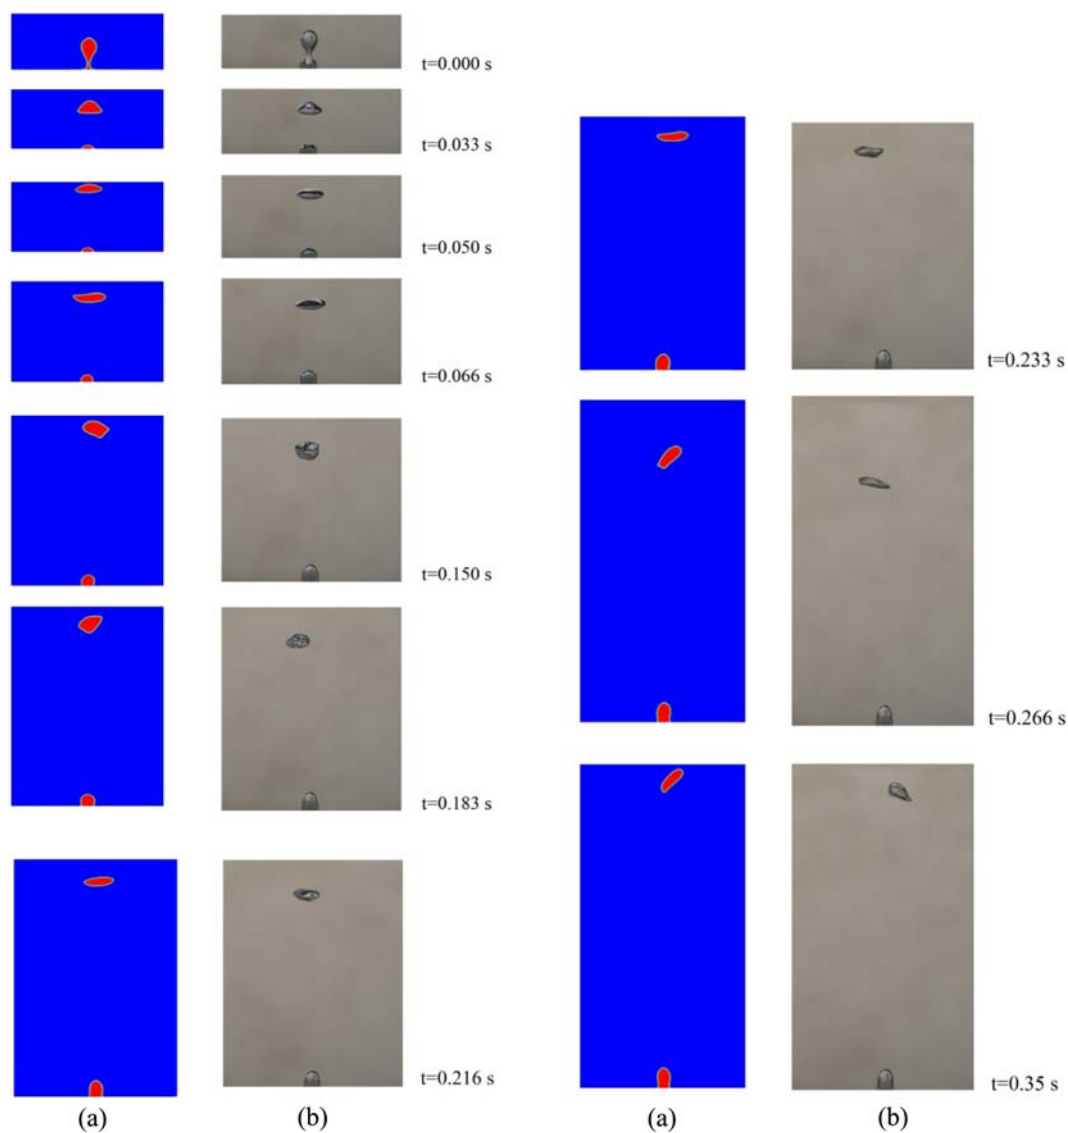 t=0.000 s
t=0.033 s
t=0.050 s
t=0.066 s
t=0.150 s
t=0.183 s
t=0.216 s
(a) (b)
t=0.233 s
t=0.266 s
t=0.35 s
(a) (b)